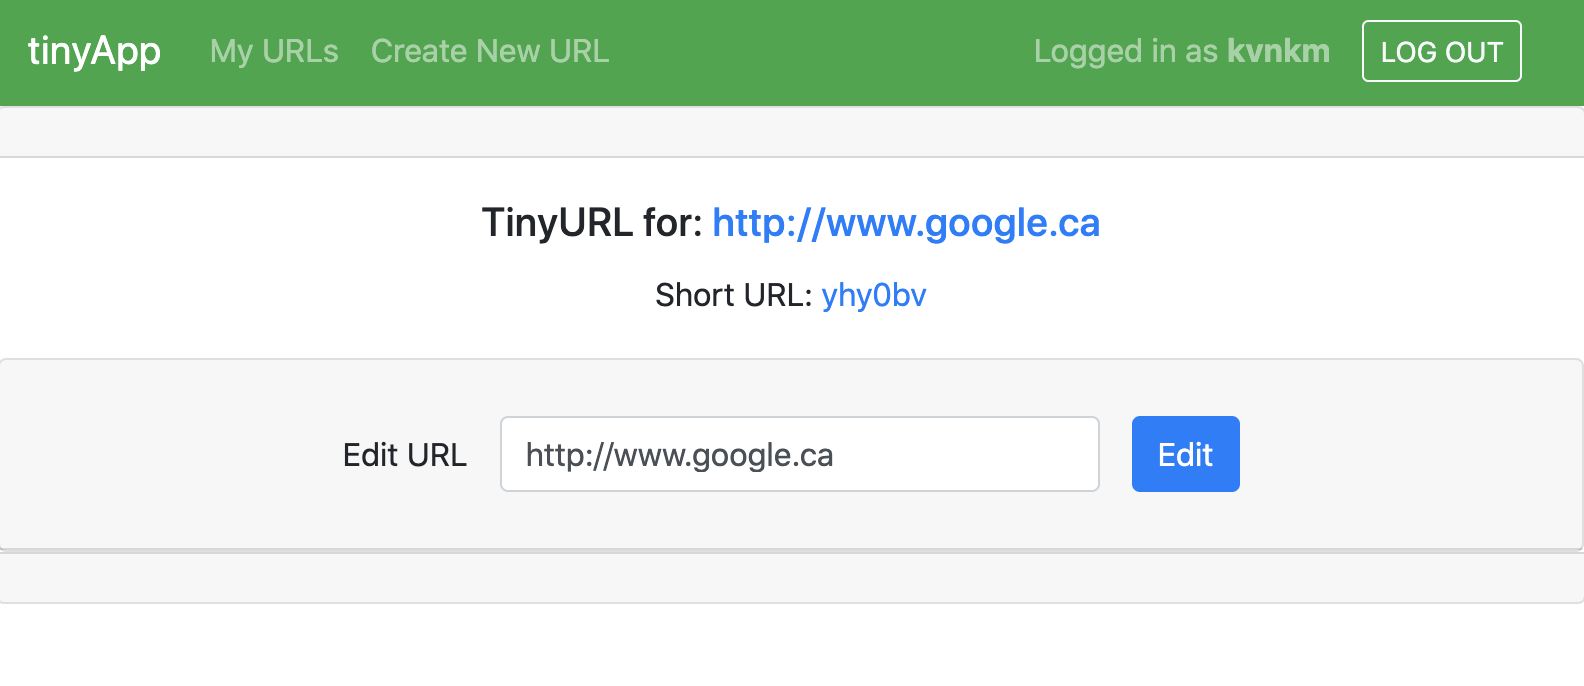 tinyApp My URLs Create New URL Logged in as kvnkm LOG OUT
TinyURL for: http://www.google.ca
Short URL: yhy0bv
Edit URL http://www.google.ca Edit